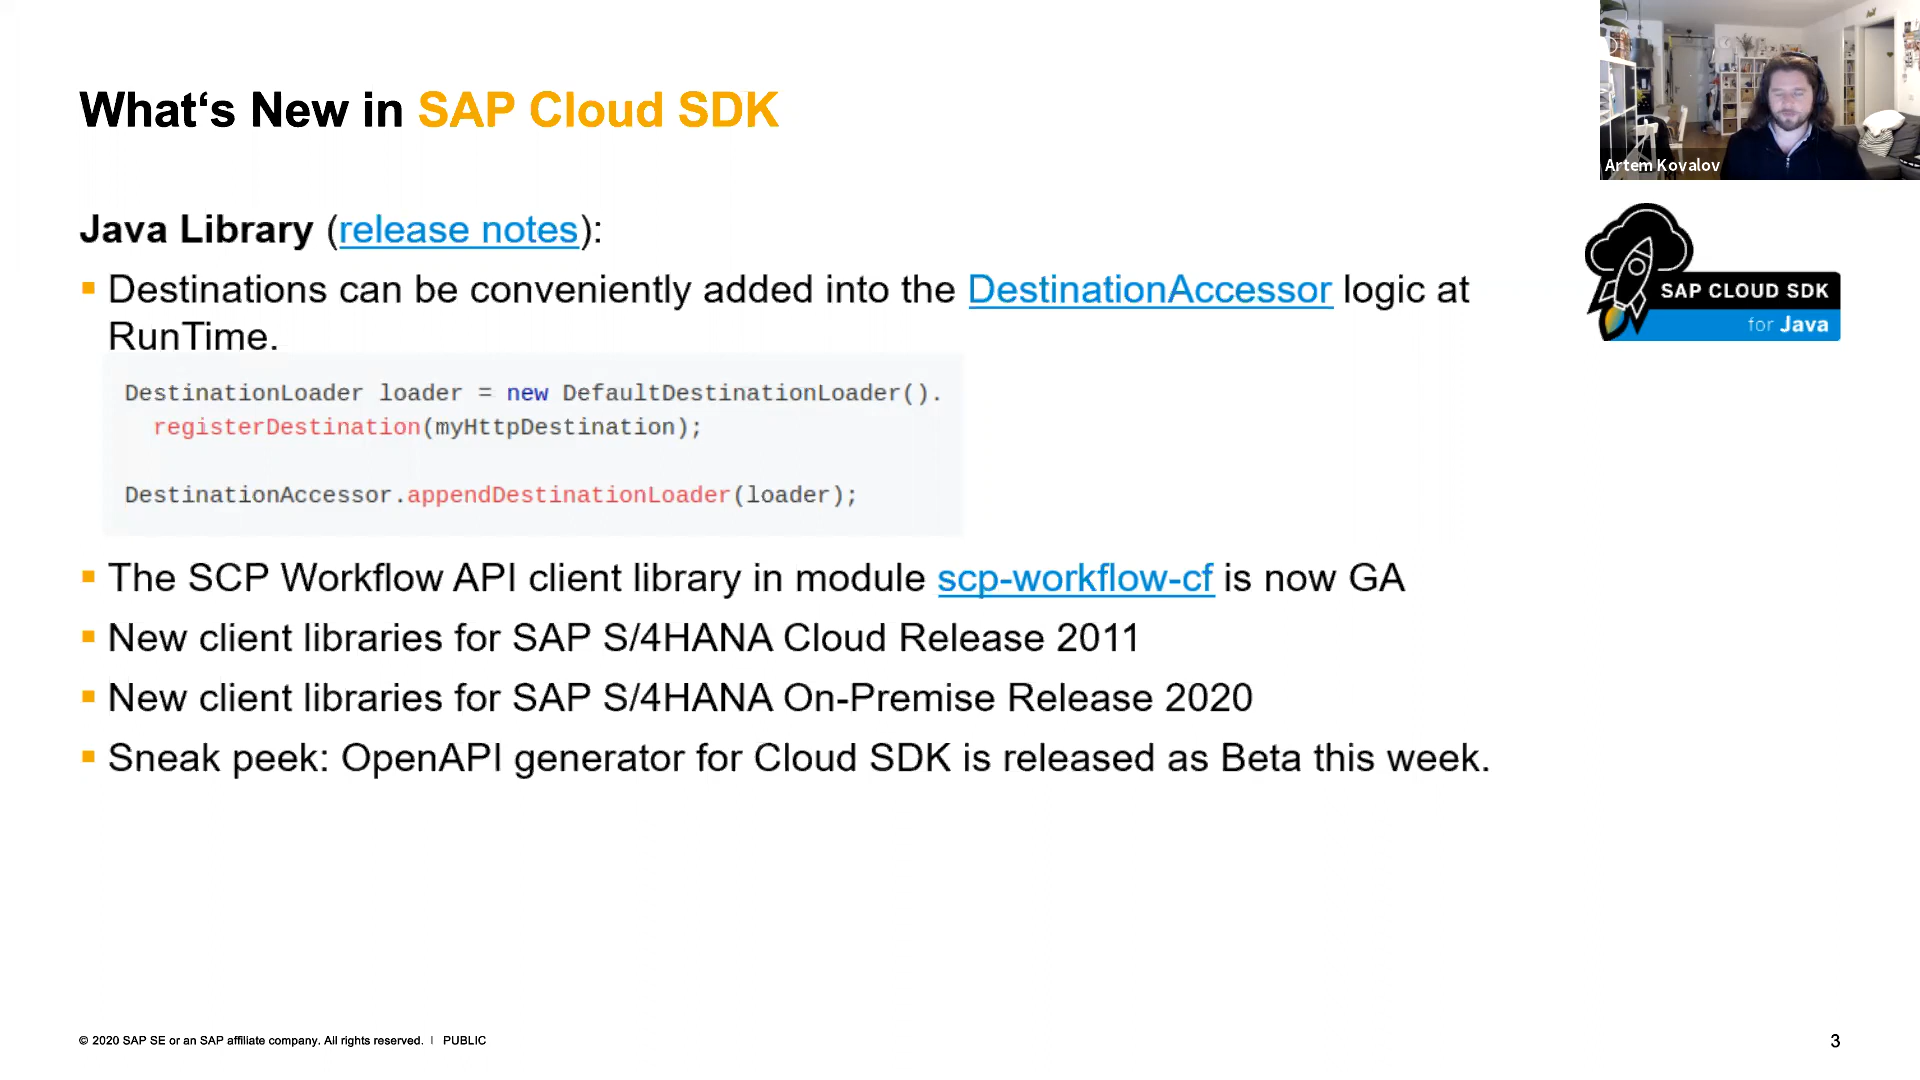 What‘s New in SAP Cloud SDK
Artem Kovalov
Java Library (release notes):
SAP CLOUD SDK
for Java
▪ Destinations can be conveniently added into the DestinationAccessor logic at
RunTime.
DestinationLoader loader = new DefaultDestinationLoader().
registerDestination(myHttpDestination);
DestinationAccessor.appendDestinationLoader(loader);
▪ The SCP Workflow API client library in module scp-workflow-cf is now GA
▪ New client libraries for SAP S/4HANA Cloud Release 2011
▪ New client libraries for SAP S/4HANA On-Premise Release 2020
▪ Sneak peek: OpenAPI generator for Cloud SDK is released as Beta this week.
© 2020 SAP SE or an SAP affiliate company. All rights reserved. | PUBLIC
3